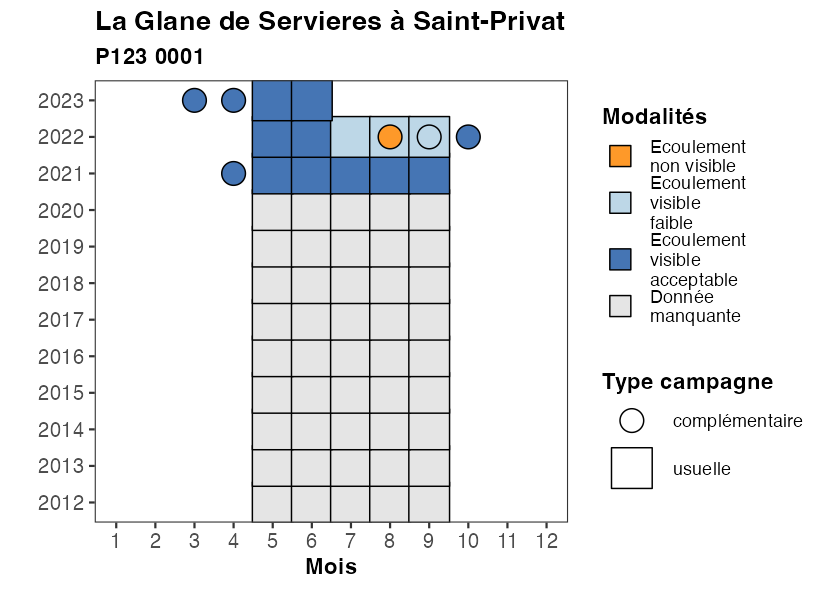 La Glane de Servieres à Saint-Privat
P123 0001
2023
2022
2021
2020
2019
2018
2017
2016
2015
2014
2013
2012
1 2 3 4 5 6 7 8 9 10 11 12
Mois
Modalités
Ecoulement
non visible
Ecoulement
visible
faible
Ecoulement
visible
acceptable
Donnée
manquante
Type campagne
complémentaire
usuelle